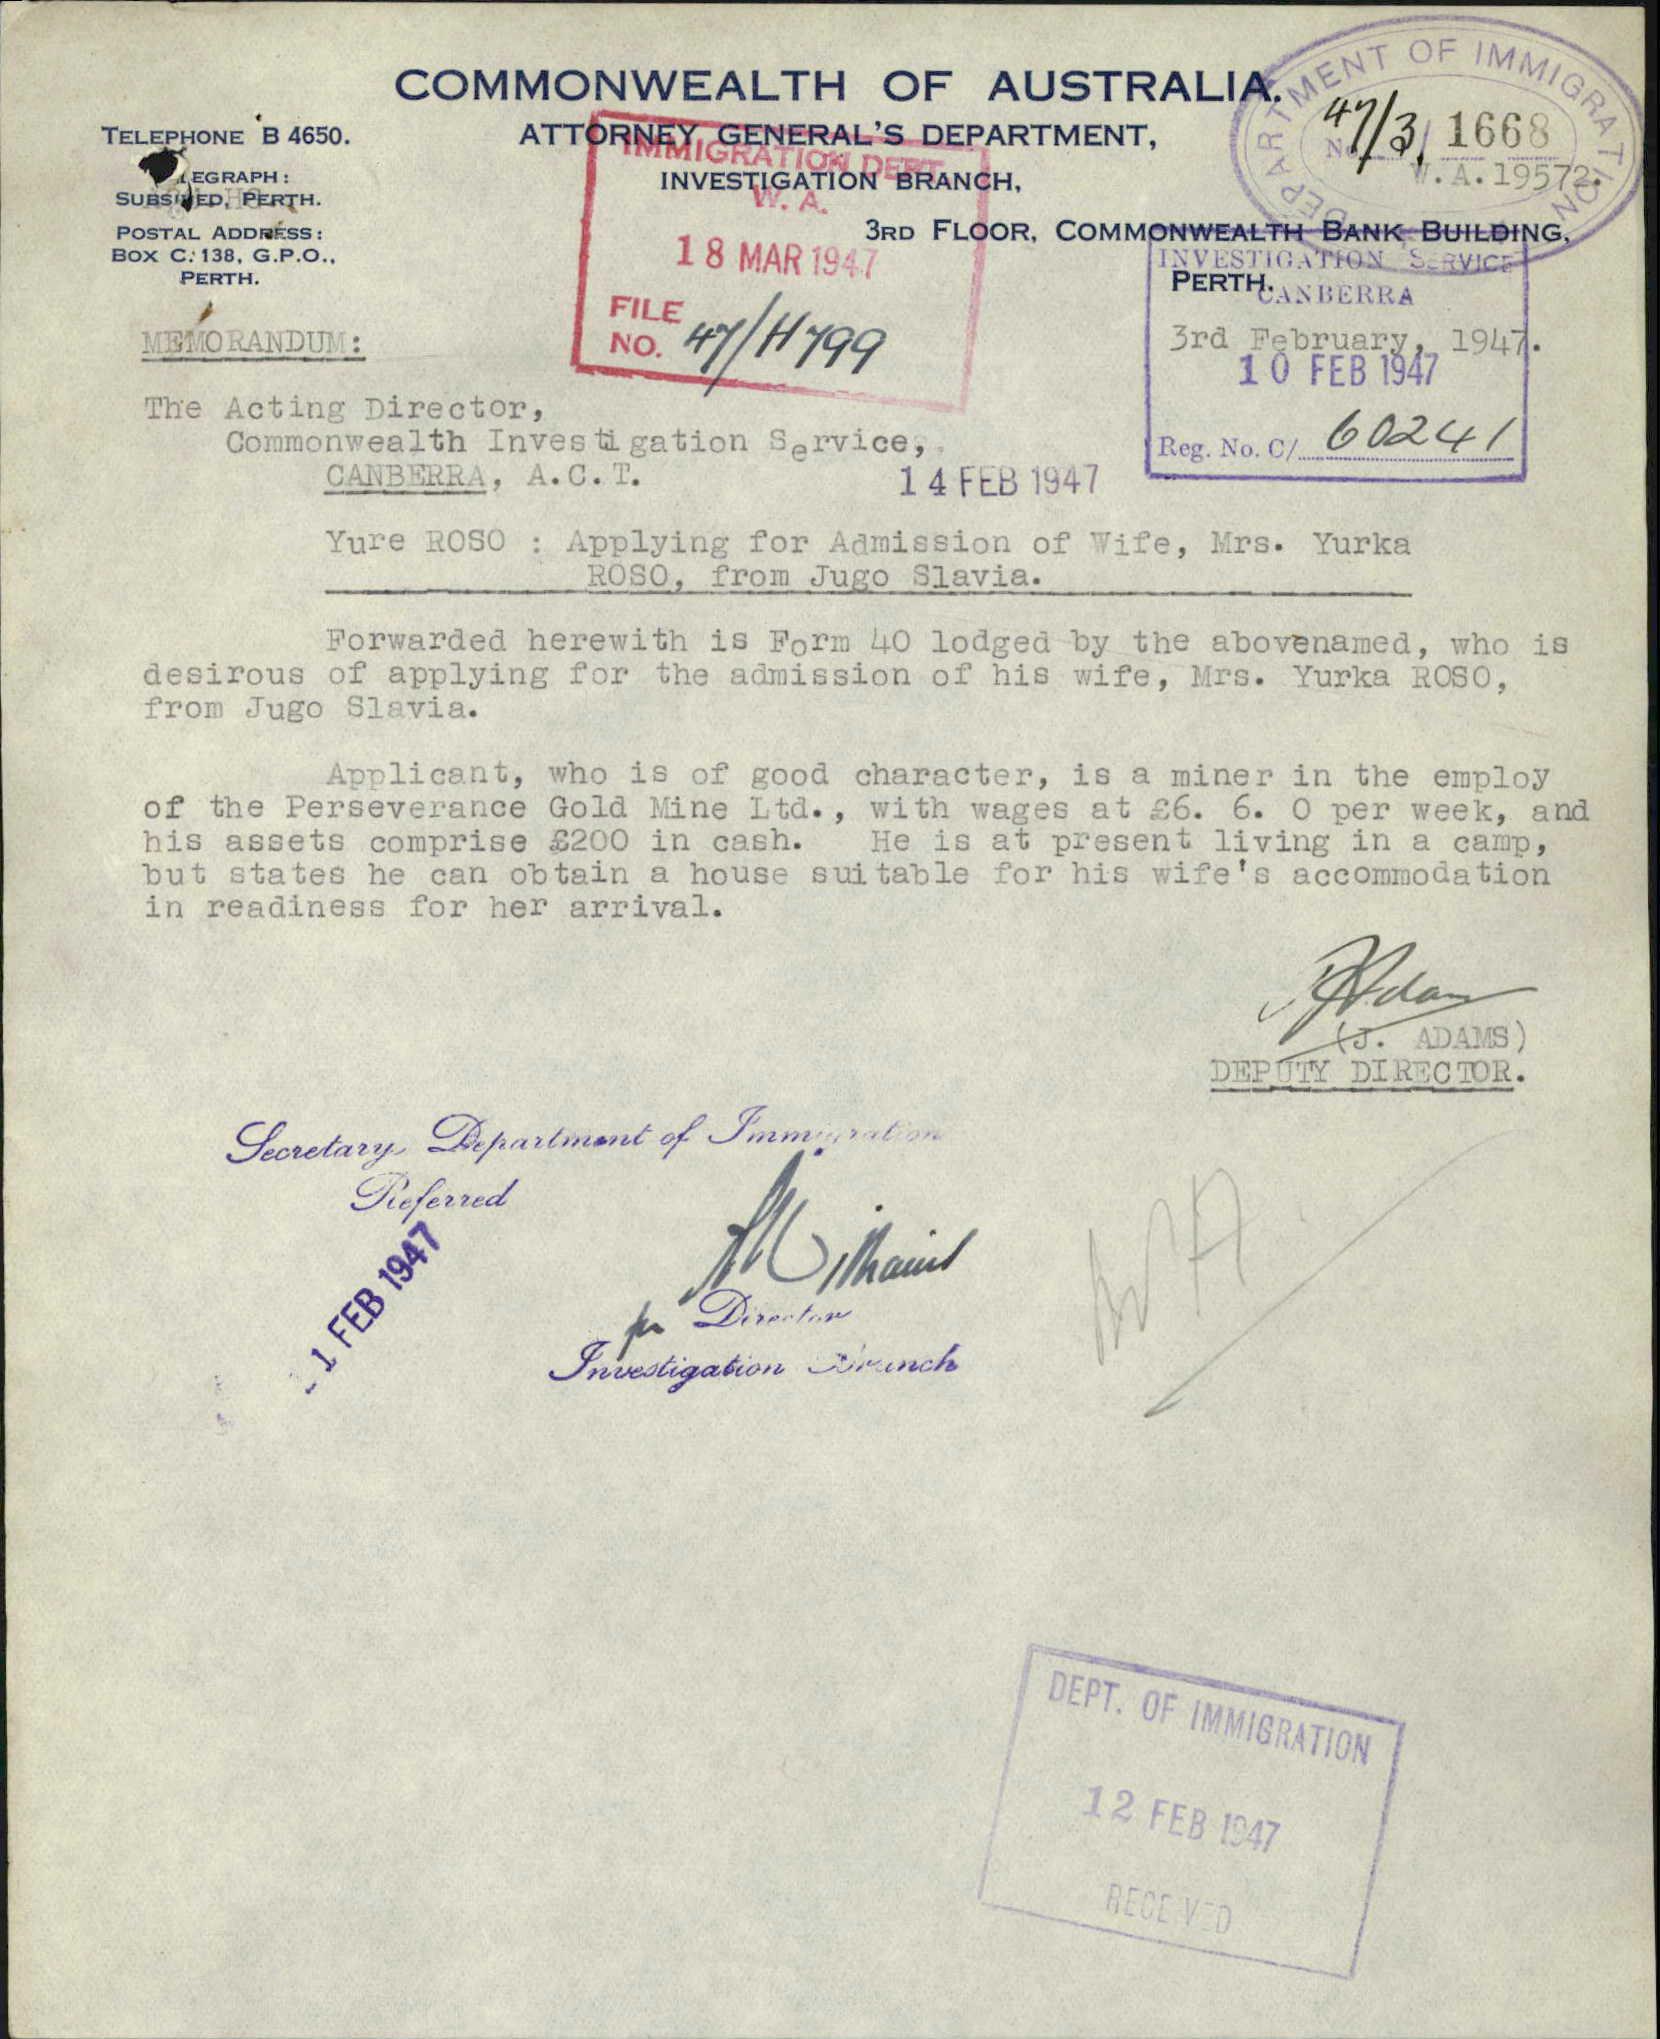 COMMONWEALTH OF AUSTRALIA.
ATTORNEY GENERAL'S DEPARTMENT,
INVESTIGATION BRANCH,
3RD FLOOR, COMMONWEALTH BANK BUILDING,
PERTH.
TELEPHONE B 4650.
EGRAPH:
SUBSIDED, PERTH.
POSTAL ADDRESS:
BOX C. 138, G.P.O.,
PERTH.
DEPARTMENT OF IMMIGRATION
No. 47/3/1668
W.A.19572.
IMMIGRATION DEPT
W. A.
18 MAR 1947
FILE
NO. 47/H799
INVESTIGATION SERVICE
CANBERRA
3rd February, 1947.
10 FEB 1947
Reg. No. C/ 60241
MEMORANDUM:
The Acting Director,
Commonwealth Investigation Service,
CANBERRA, A.C.T.
14 FEB 1947
Yure ROSO : Applying for Admission of Wife, Mrs. Yurka
ROSO, from Jugo Slavia.
Forwarded herewith is Form 40 lodged by the abovenamed, who is
desirous of applying for the admission of his wife, Mrs. Yurka ROSO,
from Jugo Slavia.
Applicant, who is of good character, is a miner in the employ
of the Perseverance Gold Mine Ltd., with wages at £6. 6. 0 per week, and
his assets comprise £200 in cash. He is at present living in a camp,
but states he can obtain a house suitable for his wife's accommodation
in readiness for her arrival.
(J. ADAMS)
DEPUTY DIRECTOR.
Secretary, Department of Immigration
Referred
1 FEB 1947
for Director
Investigation Branch
DEPT. OF IMMIGRATION
12 FEB 1947
RECEIVED